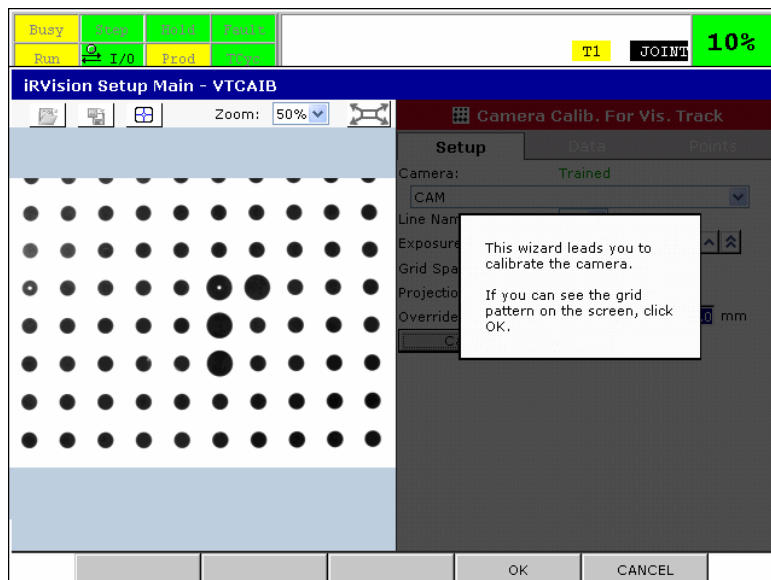 Busy Step Hold Fault
Run I/O Prod TCyc
T1 JOINT 10%
iRVision Setup Main - VTCAIB
Zoom: 50%
Camera Calib. For Vis. Track
Setup Data Points
Camera: Trained
CAM
Line Nam
Exposure
Grid Spa
Projectio
Override
mm
This wizard leads you to
calibrate the camera.
If you can see the grid
pattern on the screen, click
OK.
OK CANCEL